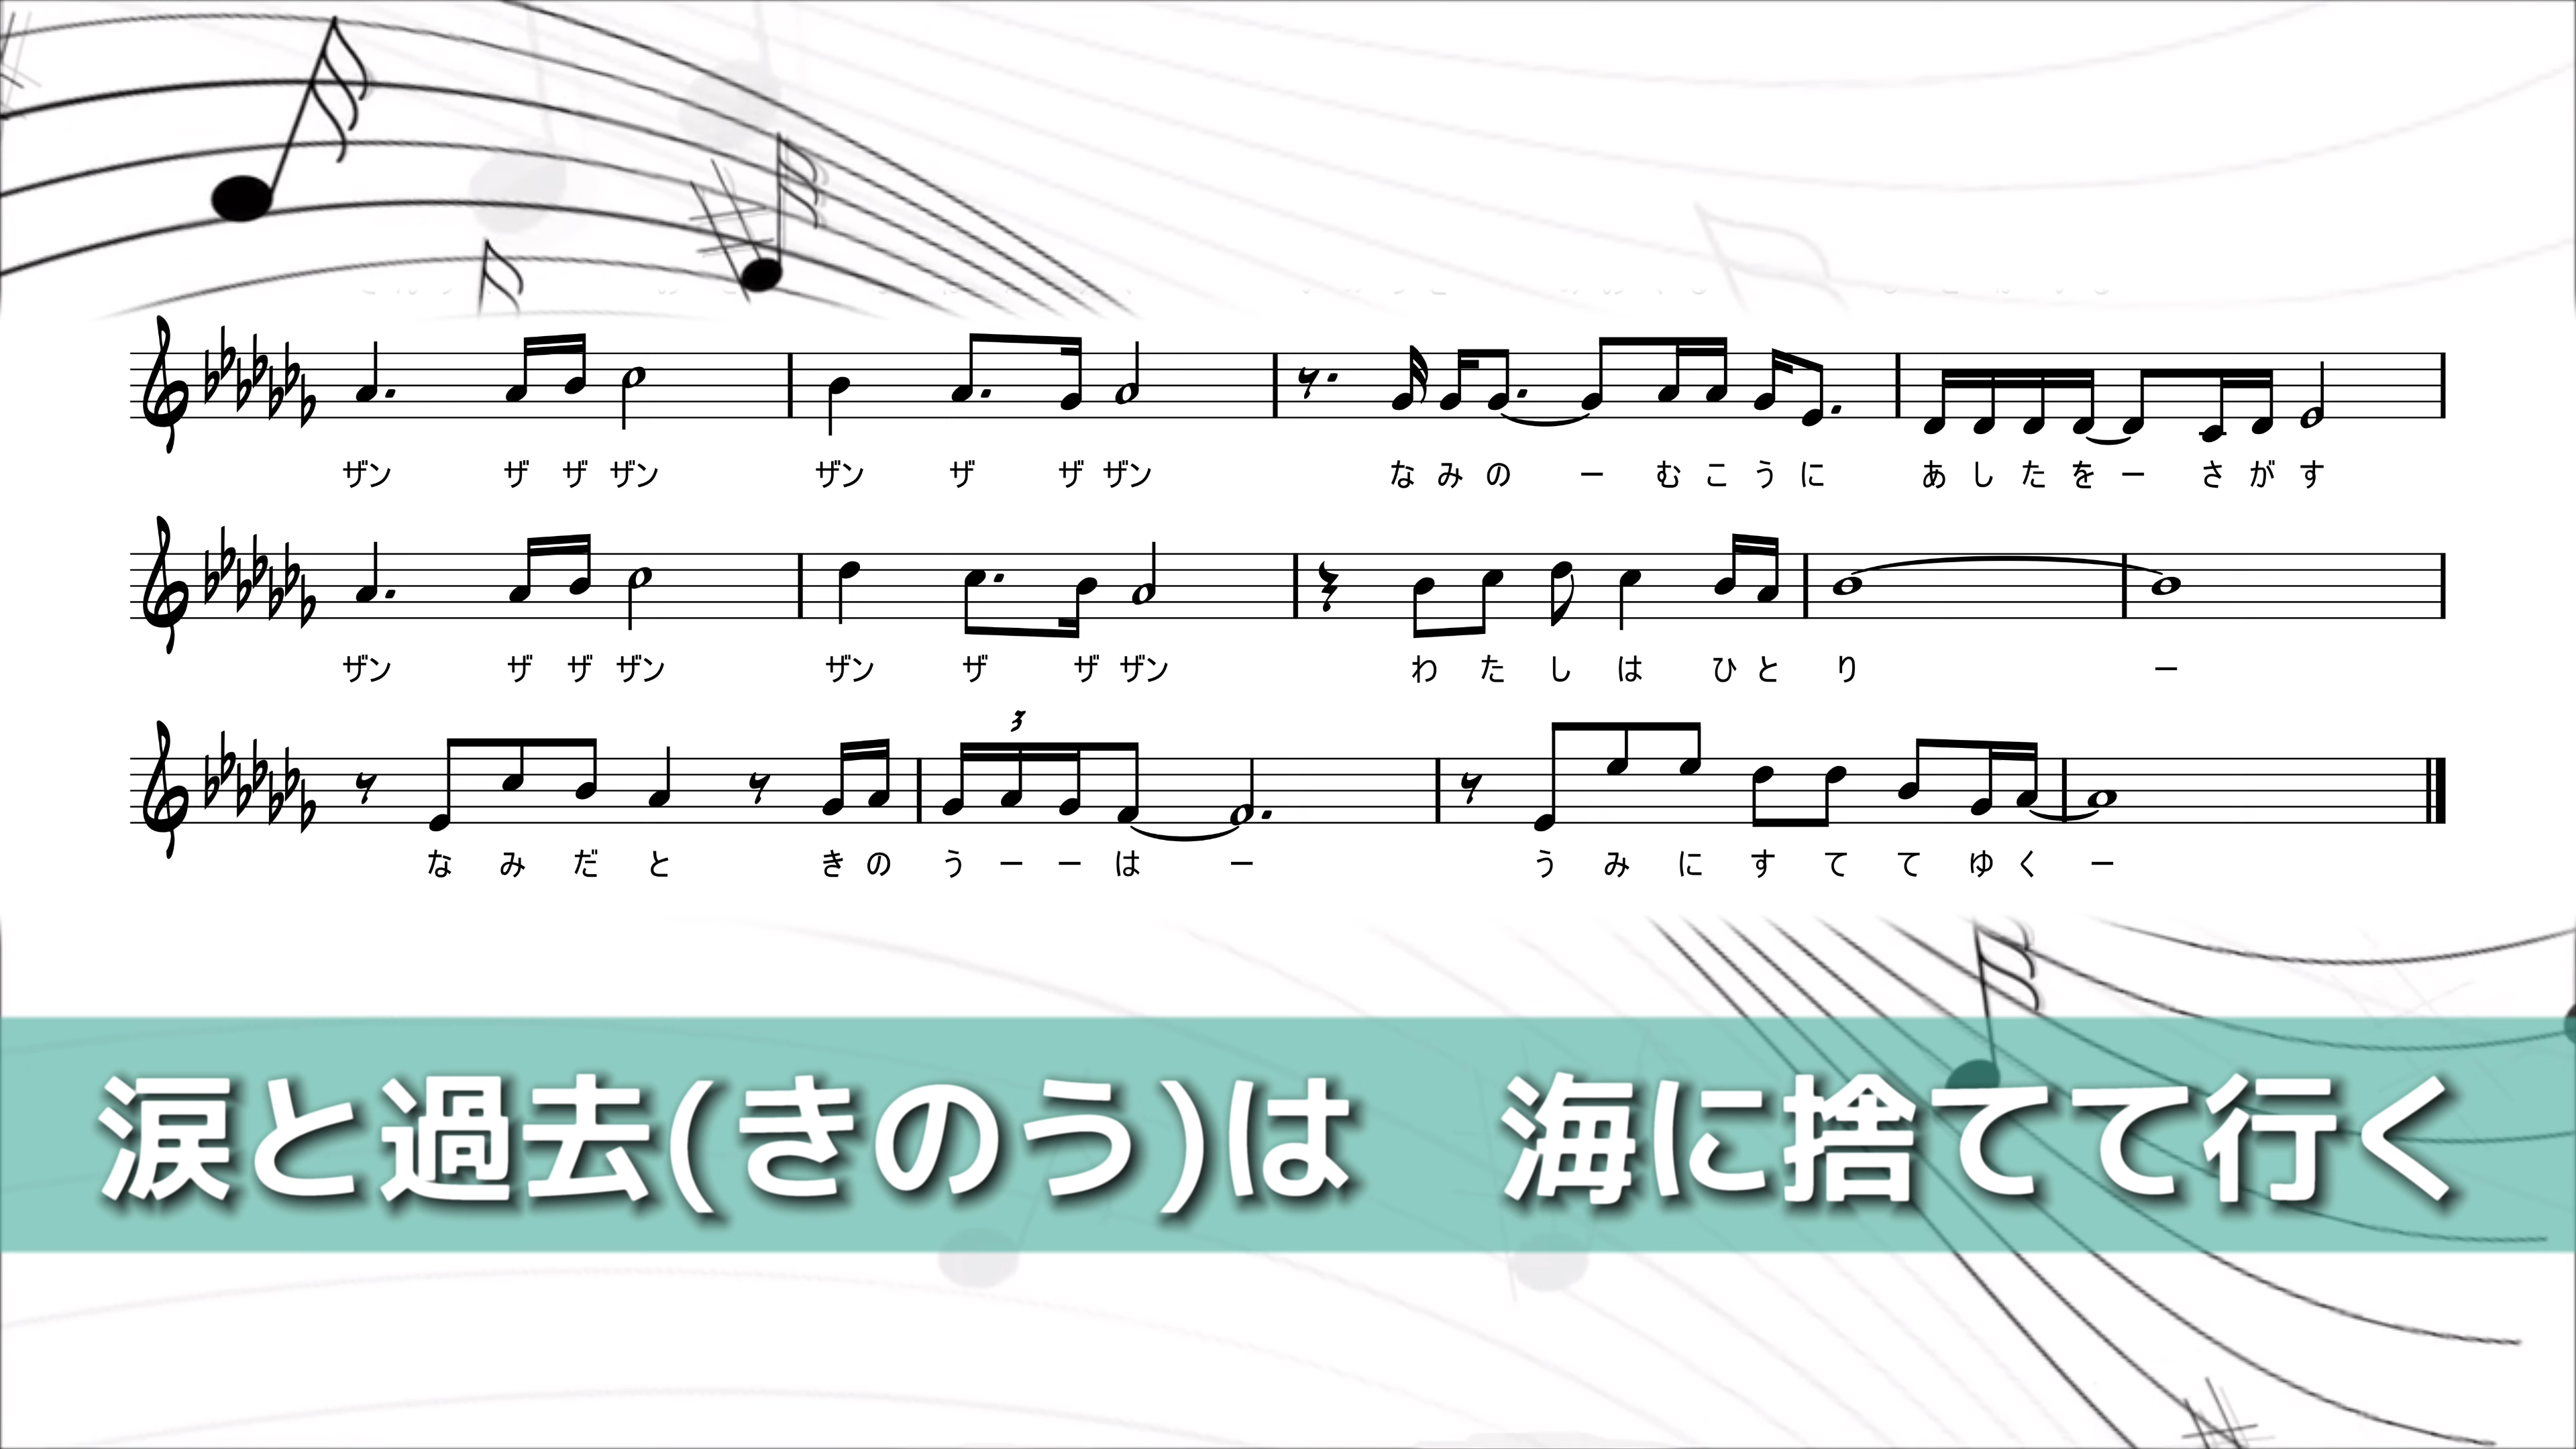 ザン ザ ザ ザン ザン ザ ザ ザン な み の ー む こ う に あ し た を ー さ が す
ザン ザ ザ ザン ザン ザ ザ ザン わ た し は ひ と り ー
3
な み だ と き の う ー ー は ー う み に す て て ゆ く ー
涙と過去(きのう)は　海に捨てて行く